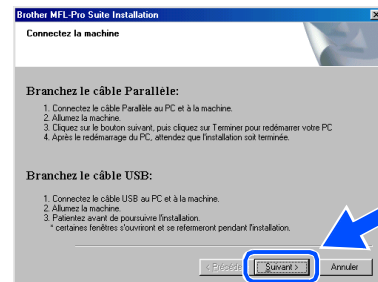 Brother MFL-Pro Suite Installation
Connectez la machine
Branchez le câble Parallèle:
1. Connectez le câble Parallèle au PC et à la machine.
2. Allumez la machine.
3. Cliquez sur le bouton suivant, puis cliquez sur Terminer pour redémarrer votre PC
4. Après le redémarrage du PC, attendez que l'installation soit terminée.
Branchez le câble USB:
1. Connectez le câble USB au PC et à la machine.
2. Allumez la machine.
3. Patientez avant de poursuivre l'installation.
* certaines fenêtres s'ouvriront et se refermeront pendant l'installation.
Suivant > Annuler